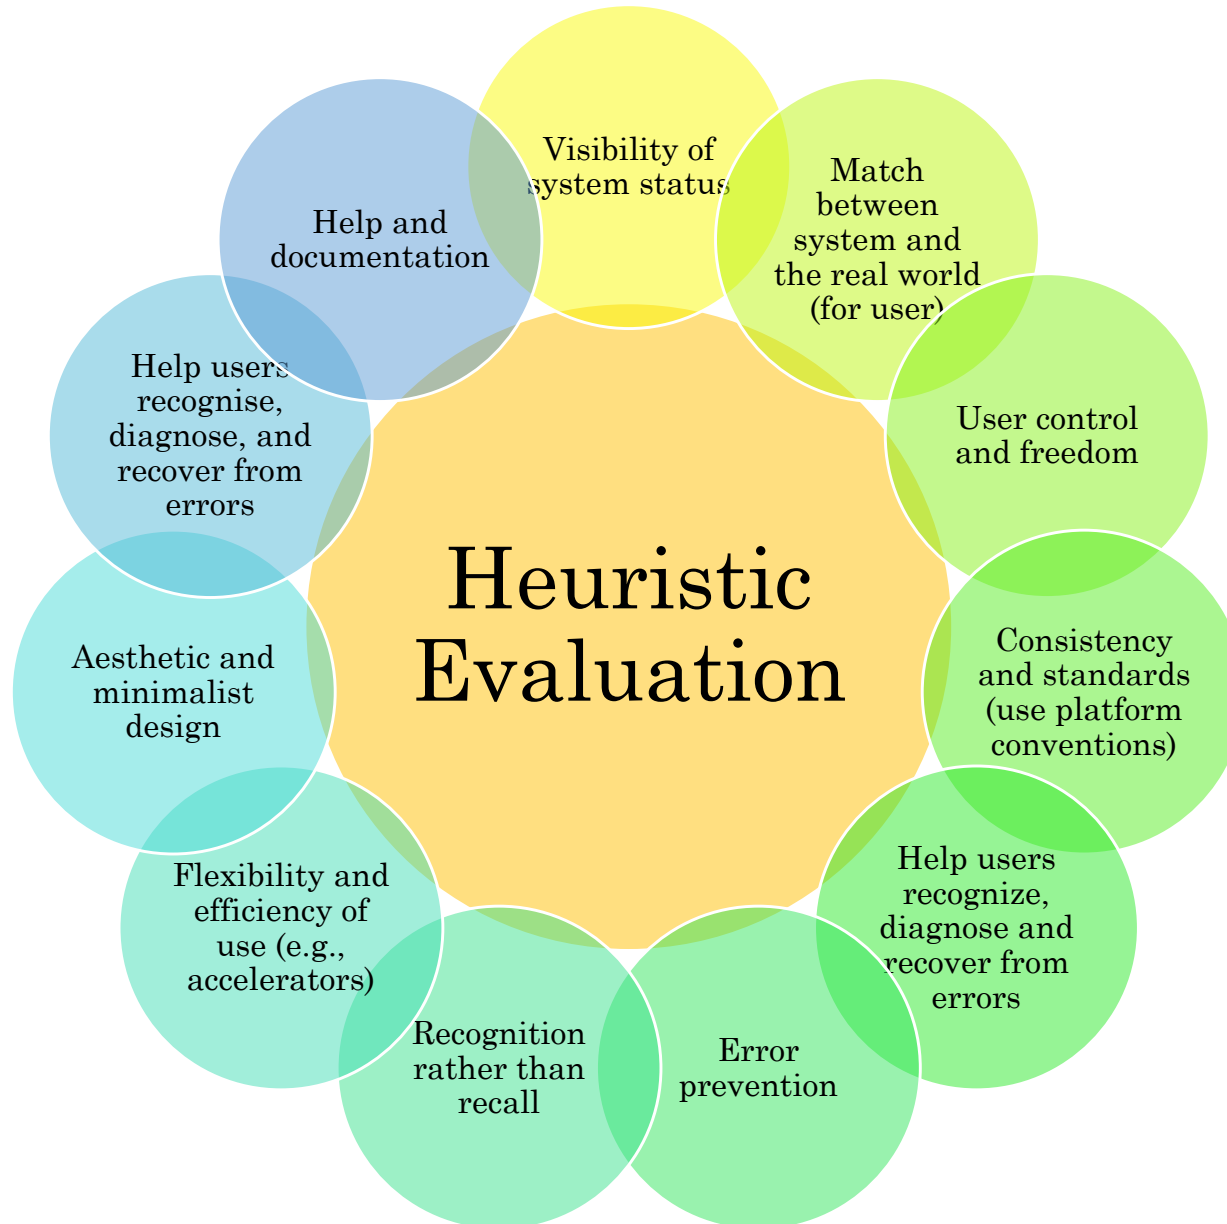 Visibility of
system status
Match
between
system and
the real world
(for user)
User control
and freedom
Consistency
and standards
(use platform
conventions)
Help users
recognize,
diagnose and
recover from
errors
Error
prevention
Recognition
rather than
recall
Flexibility and
efficiency of
use (e.g.,
accelerators)
Aesthetic and
minimalist
design
Help users
recognise,
diagnose, and
recover from
errors
Help and
documentation
Heuristic
Evaluation